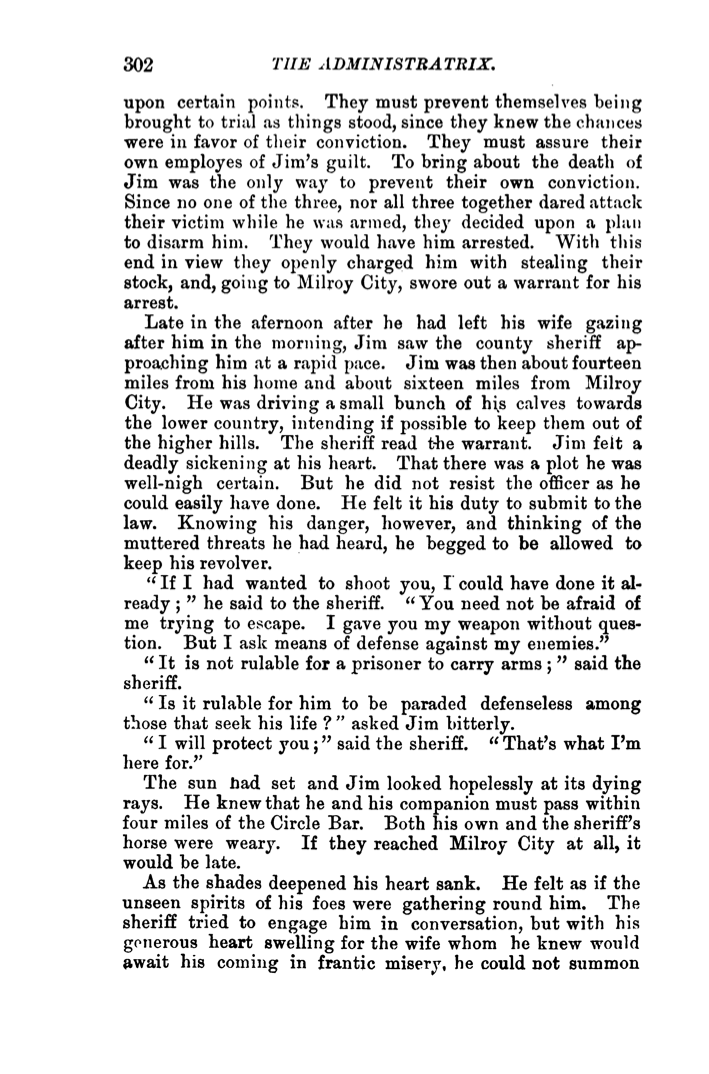 302 THE ADMINISTRATRIX.
upon certain points. They must prevent themselves being
brought to trial as things stood, since they knew the chances
were in favor of their conviction. They must assure their
own employes of Jim's guilt. To bring about the death of
Jim was the only way to prevent their own conviction.
Since no one of the three, nor all three together dared attack
their victim while he was armed, they decided upon a plan
to disarm him. They would have him arrested. With this
end in view they openly charged him with stealing their
stock, and, going to Milroy City, swore out a warrant for his
arrest.
Late in the afernoon after he had left his wife gazing
after him in the morning, Jim saw the county sheriff ap-
proaching him at a rapid pace. Jim was then about fourteen
miles from his home and about sixteen miles from Milroy
City. He was driving a small bunch of his calves towards
the lower country, intending if possible to keep them out of
the higher hills. The sheriff read the warrant. Jim felt a
deadly sickening at his heart. That there was a plot he was
well-nigh certain. But he did not resist the officer as he
could easily have done. He felt it his duty to submit to the
law. Knowing his danger, however, and thinking of the
muttered threats he had heard, he begged to be allowed to
keep his revolver.
"If I had wanted to shoot you, I could have done it al-
ready;" he said to the sheriff. "You need not be afraid of
me trying to escape. I gave you my weapon without ques-
tion. But I ask means of defense against my enemies."
"It is not rulable for a prisoner to carry arms;" said the
sheriff.
"Is it rulable for him to be paraded defenseless among
those that seek his life?" asked Jim bitterly.
"I will protect you;" said the sheriff. "That's what I'm
here for."
The sun had set and Jim looked hopelessly at its dying
rays. He knew that he and his companion must pass within
four miles of the Circle Bar. Both his own and the sheriff's
horse were weary. If they reached Milroy City at all, it
would be late.
As the shades deepened his heart sank. He felt as if the
unseen spirits of his foes were gathering round him. The
sheriff tried to engage him in conversation, but with his
generous heart swelling for the wife whom he knew would
await his coming in frantic misery, he could not summon